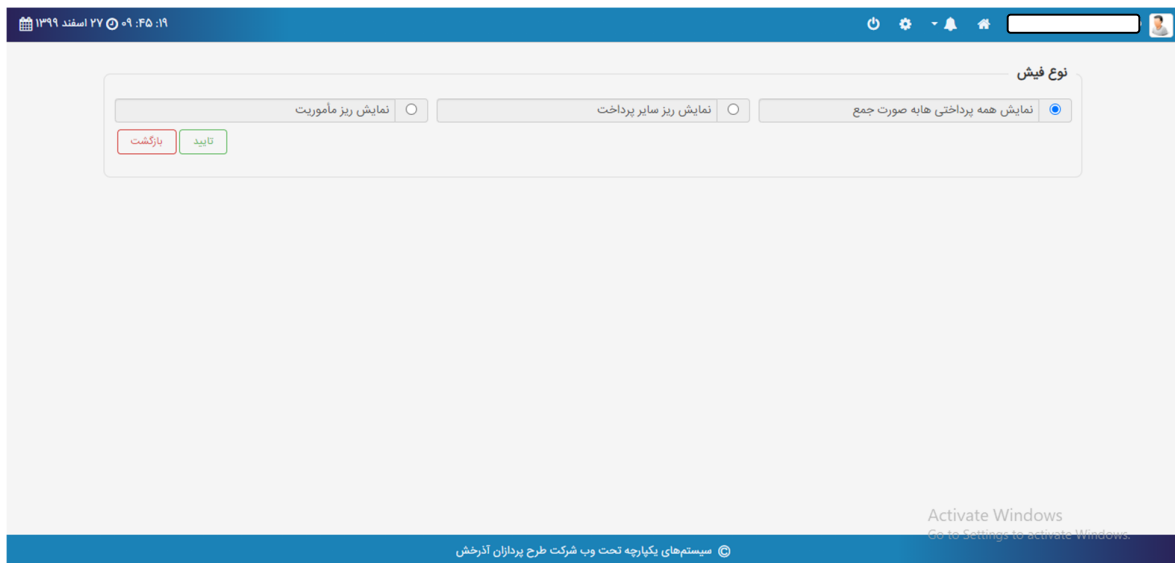 ۰۹ :۴۵ :۱۹ ۲۷ اسفند ۱۳۹۹
نوع فیش
نمایش همه پرداختی هابه صورت جمع
نمایش ریز سایر پرداخت
نمایش ریز مأموریت
تایید
بازگشت
Activate Windows
Go to Settings to activate Windows.
© سیستم‌های یکپارچه تحت وب شرکت طرح پردازان آذرخش